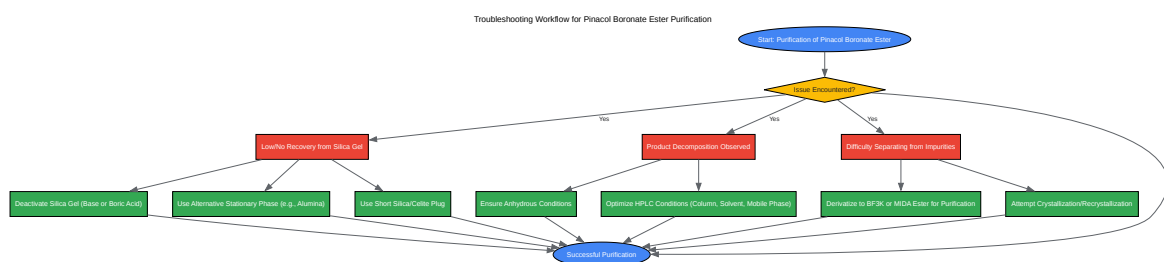 Troubleshooting Workflow for Pinacol Boronate Ester Purification
Start: Purification of Pinacol Boronate Ester
Issue Encountered?
Yes
Yes
Yes
Low/No Recovery from Silica Gel
Product Decomposition Observed
Difficulty Separating from Impurities
Deactivate Silica Gel (Base or Boric Acid)
Use Alternative Stationary Phase (e.g., Alumina)
Use Short Silica/Celite Plug
Ensure Anhydrous Conditions
Optimize HPLC Conditions (Column, Solvent, Mobile Phase)
Derivatize to BF3K or MIDA Ester for Purification
Attempt Crystallization/Recrystallization
Successful Purification